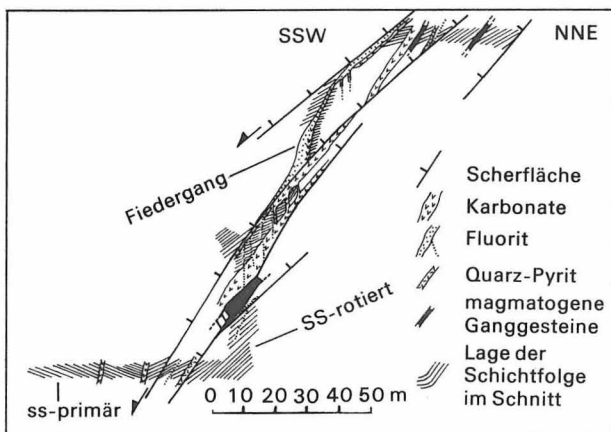 SSW
NNE
Fiedergang
SS-rotiert
ss-primär
0 10 20 30 40 50 m
Scherfläche
Karbonate
Fluorit
Quarz-Pyrit
magmatogene
Ganggesteine
Lage der
Schichtfolge
im Schnitt